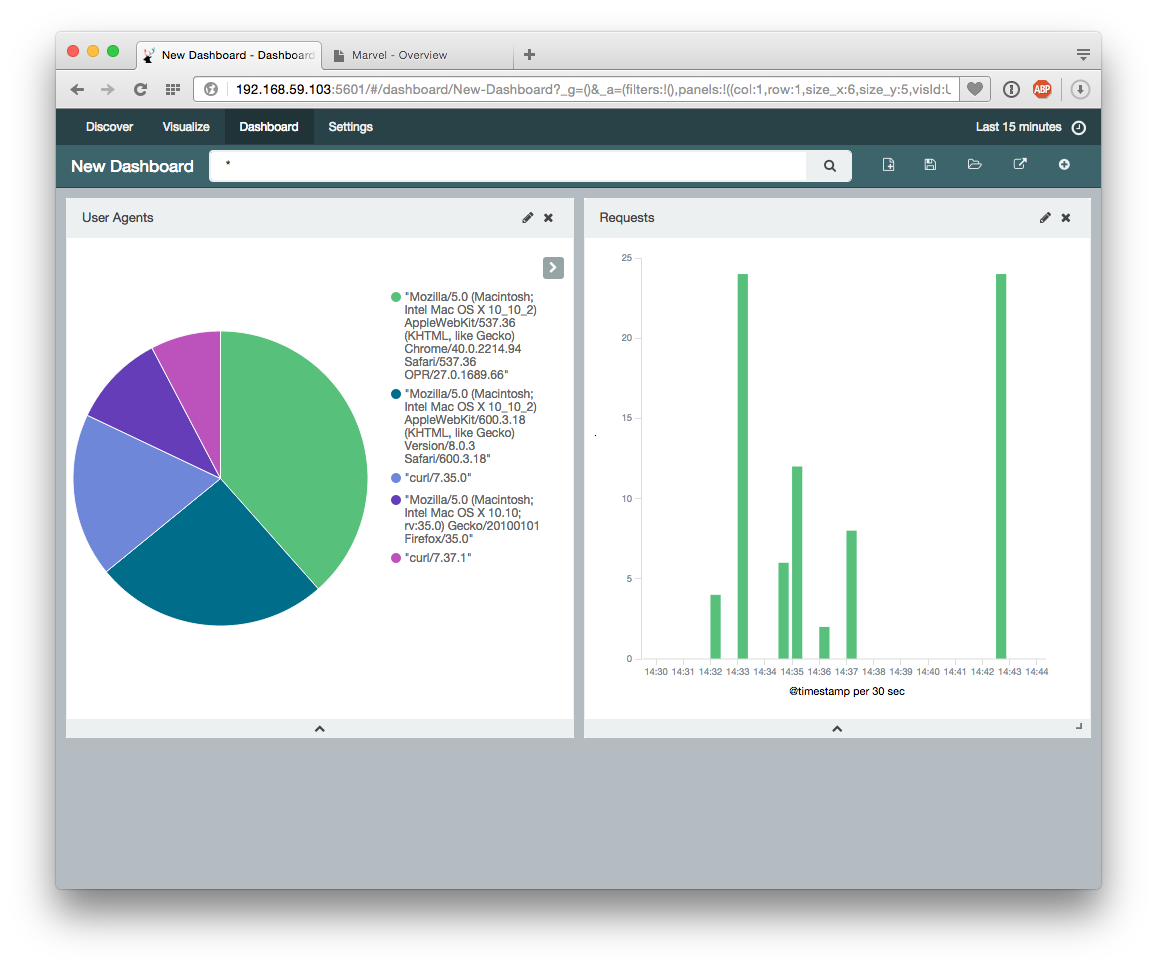 New Dashboard - Dashboard
Marvel - Overview
192.168.59.103:5601/#/dashboard/New-Dashboard?_g=()&_a=(filters:!(),panels:!((col:1,row:1,size_x:6,size_y:5,visId:U
ABP
Discover
Visualize
Dashboard
Settings
Last 15 minutes
New Dashboard
*
User Agents
"Mozilla/5.0 (Macintosh;
Intel Mac OS X 10_10_2)
AppleWebKit/537.36
(KHTML, like Gecko)
Chrome/40.0.2214.94
Safari/537.36
OPR/27.0.1689.66"
"Mozilla/5.0 (Macintosh;
Intel Mac OS X 10_10_2)
AppleWebKit/600.3.18
(KHTML, like Gecko)
Version/8.0.3
Safari/600.3.18"
"curl/7.35.0"
"Mozilla/5.0 (Macintosh;
Intel Mac OS X 10.10;
rv:35.0) Gecko/20100101
Firefox/35.0"
"curl/7.37.1"
Requests
25
20
15
10
5
0
14:30 14:31 14:32 14:33 14:34 14:35 14:36 14:37 14:38 14:39 14:40 14:41 14:42 14:43 14:44
@timestamp per 30 sec